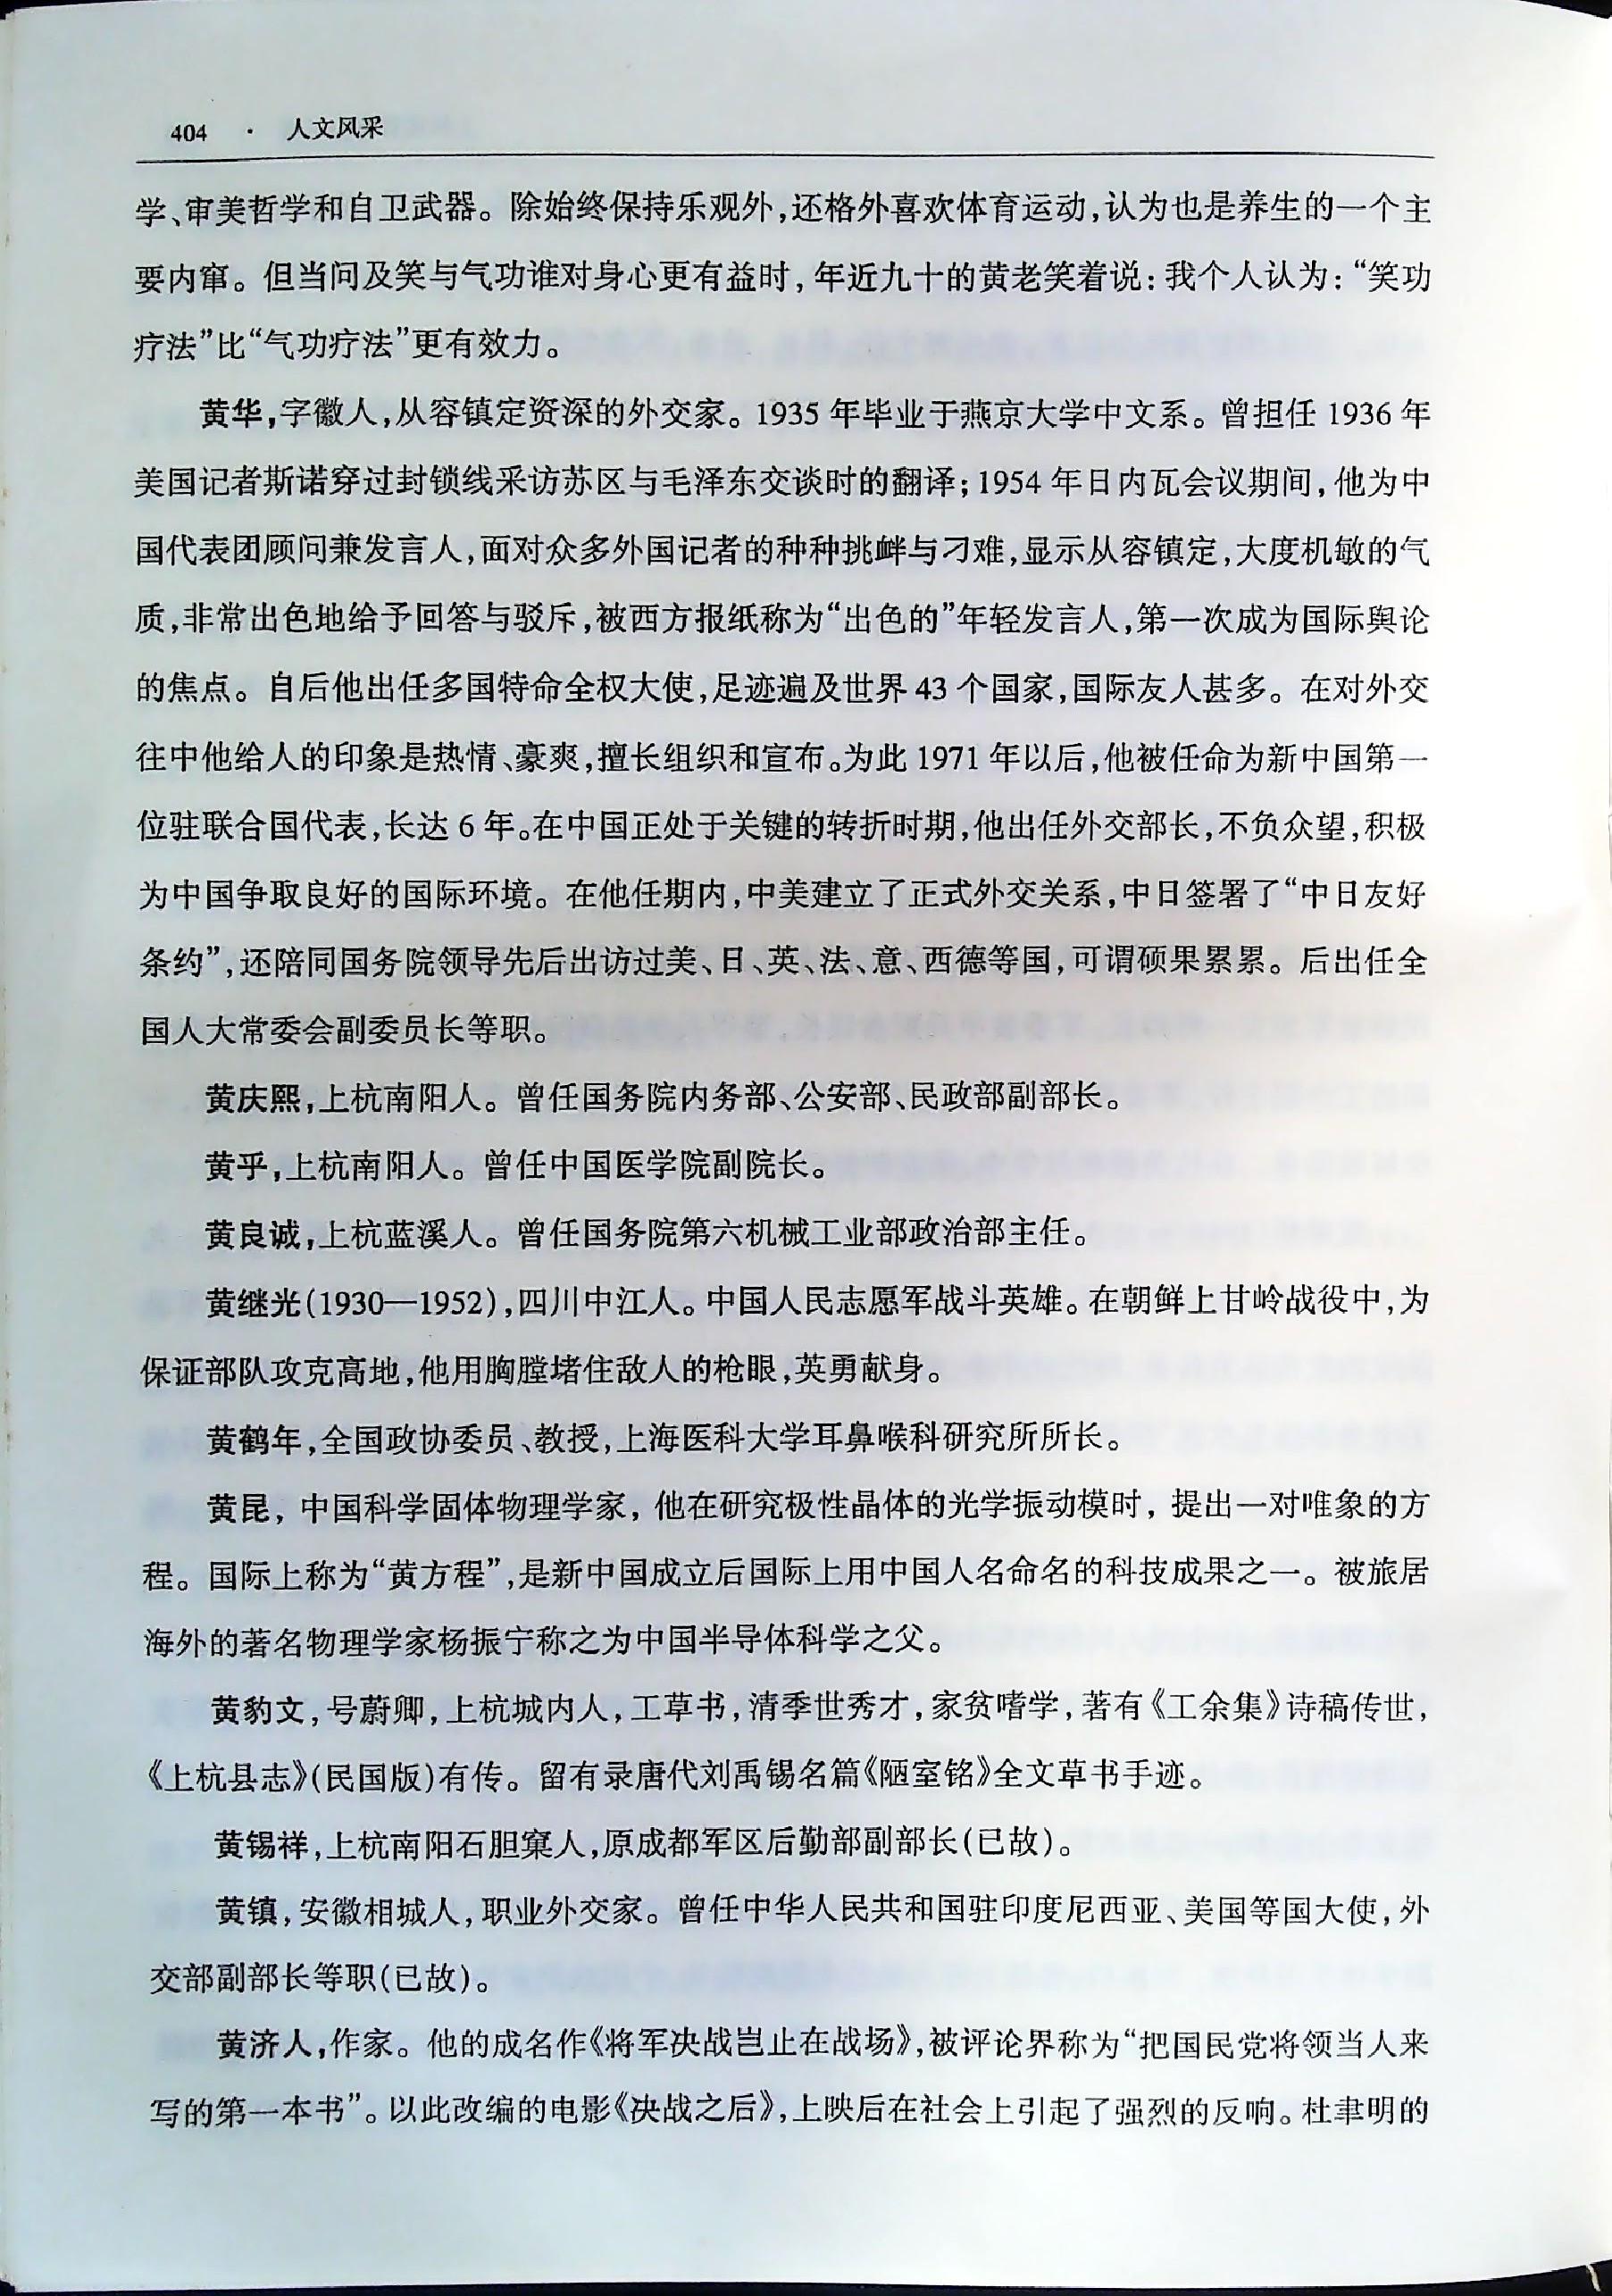 404 · 人文风采
学、审美哲学和自卫武器。除始终保持乐观外,还格外喜欢体育运动,认为也是养生的一个主
要内窜。但当问及笑与气功谁对身心更有益时,年近九十的黄老笑着说:我个人认为:“笑功
疗法”比“气功疗法”更有效力。
黄华,字徽人,从容镇定资深的外交家。1935 年毕业于燕京大学中文系。曾担任 1936 年
美国记者斯诺穿过封锁线采访苏区与毛泽东交谈时的翻译;1954 年日内瓦会议期间,他为中
国代表团顾问兼发言人,面对众多外国记者的种种挑衅与刁难,显示从容镇定,大度机敏的气
质,非常出色地给予回答与驳斥,被西方报纸称为“出色的”年轻发言人,第一次成为国际舆论
的焦点。自后他出任多国特命全权大使,足迹遍及世界 43 个国家,国际友人甚多。在对外交
往中他给人的印象是热情、豪爽,擅长组织和宣布。为此 1971 年以后,他被任命为新中国第一
位驻联合国代表,长达 6 年。在中国正处于关键的转折时期,他出任外交部长,不负众望,积极
为中国争取良好的国际环境。在他任期内,中美建立了正式外交关系,中日签署了“中日友好
条约”,还陪同国务院领导先后出访过美、日、英、法、意、西德等国,可谓硕果累累。后出任全
国人大常委会副委员长等职。
黄庆熙,上杭南阳人。曾任国务院内务部、公安部、民政部副部长。
黄乎,上杭南阳人。曾任中国医学院副院长。
黄良诚,上杭蓝溪人。曾任国务院第六机械工业部政治部主任。
黄继光(1930—1952),四川中江人。中国人民志愿军战斗英雄。在朝鲜上甘岭战役中,为
保证部队攻克高地,他用胸膛堵住敌人的枪眼,英勇献身。
黄鹤年,全国政协委员、教授,上海医科大学耳鼻喉科研究所所长。
黄昆,中国科学固体物理学家,他在研究极性晶体的光学振动模时,提出一对唯象的方
程。国际上称为“黄方程”,是新中国成立后国际上用中国人名命名的科技成果之一。被旅居
海外的著名物理学家杨振宁称之为中国半导体科学之父。
黄豹文,号蔚卿,上杭城内人,工草书,清季世秀才,家贫嗜学,著有《工余集》诗稿传世,
《上杭县志》(民国版)有传。留有录唐代刘禹锡名篇《陋室铭》全文草书手迹。
黄锡祥,上杭南阳石胆窠人,原成都军区后勤部副部长(已故)。
黄镇,安徽相城人,职业外交家。曾任中华人民共和国驻印度尼西亚、美国等国大使,外
交部副部长等职(已故)。
黄济人,作家。他的成名作《将军决战岂止在战场》,被评论界称为“把国民党将领当人来
写的第一本书”。以此改编的电影《决战之后》,上映后在社会上引起了强烈的反响。杜聿明的